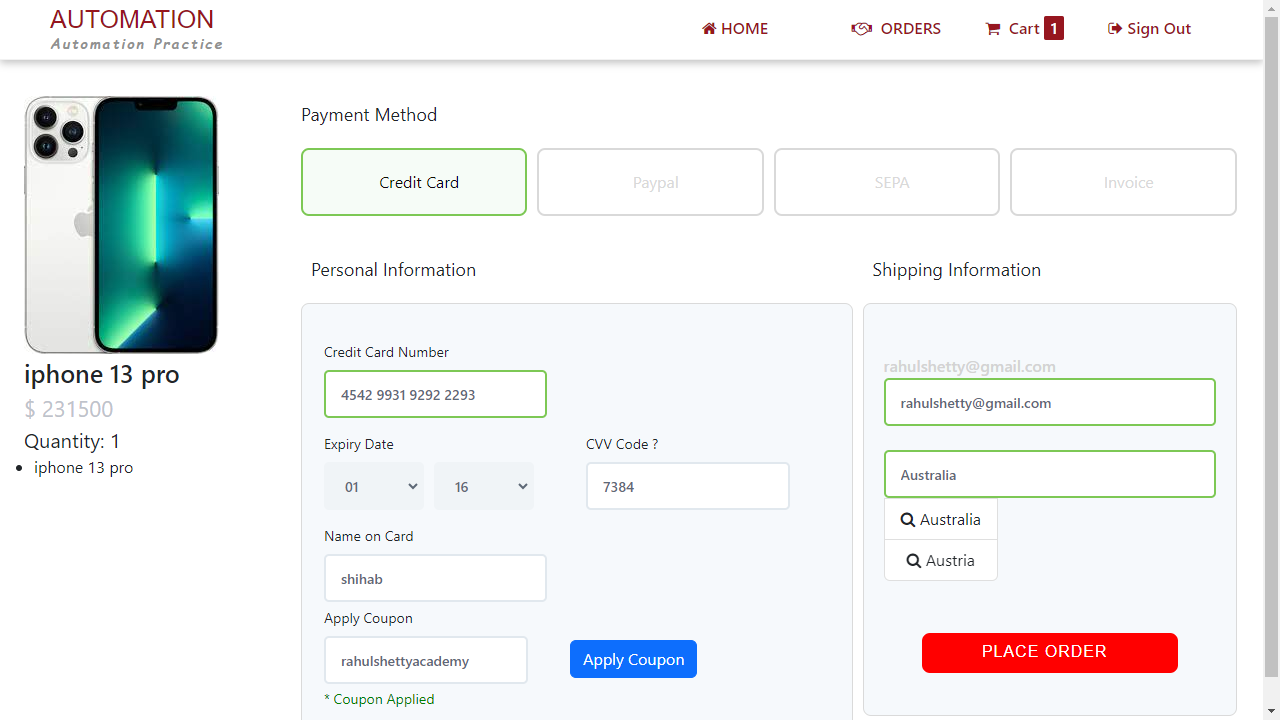 AUTOMATION
Automation Practice
HOME
ORDERS
Cart 1
Sign Out
iphone 13 pro
$ 231500
Quantity: 1
iphone 13 pro
Payment Method
Credit Card
Paypal
SEPA
Invoice
Personal Information
Credit Card Number
4542 9931 9292 2293
Expiry Date
CVV Code ?
01
16
7384
Name on Card
shihab
Apply Coupon
rahulshettyacademy
Apply Coupon
* Coupon Applied
Shipping Information
rahulshetty@gmail.com
rahulshetty@gmail.com
Australia
Australia
Austria
PLACE ORDER